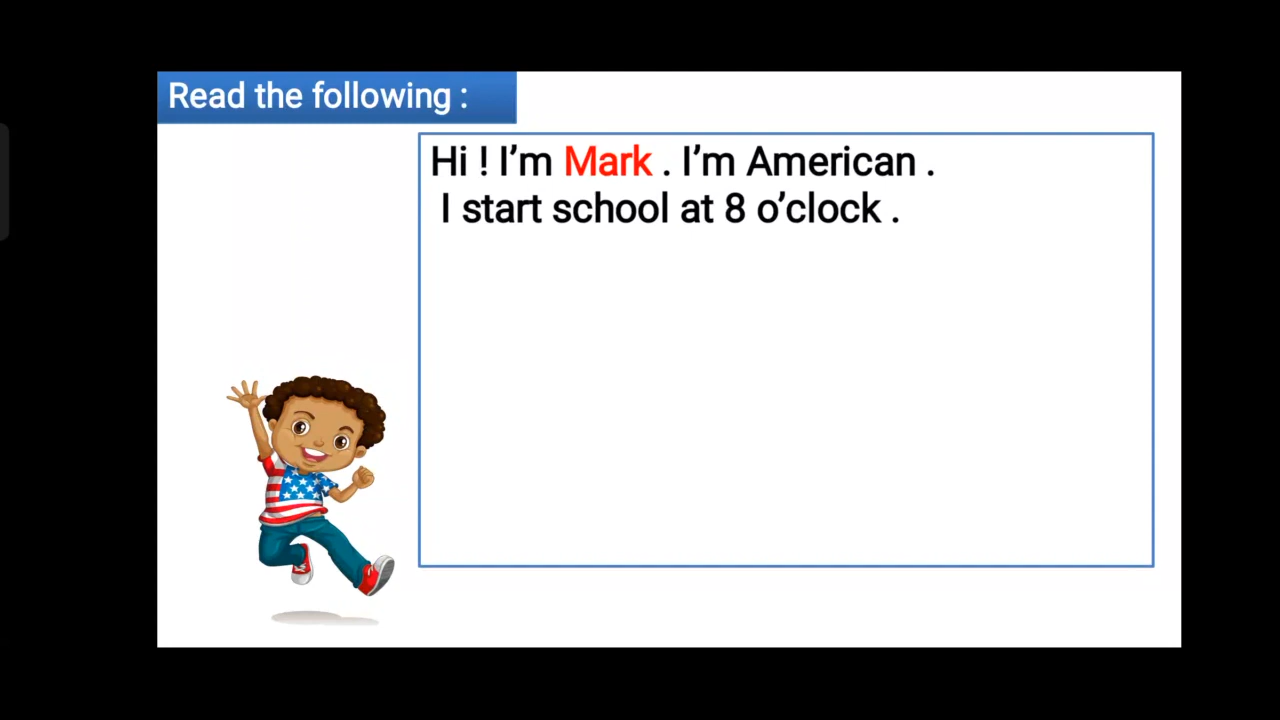 Read the following :
Hi ! I’m Mark . I’m American .
I start school at 8 o’clock .